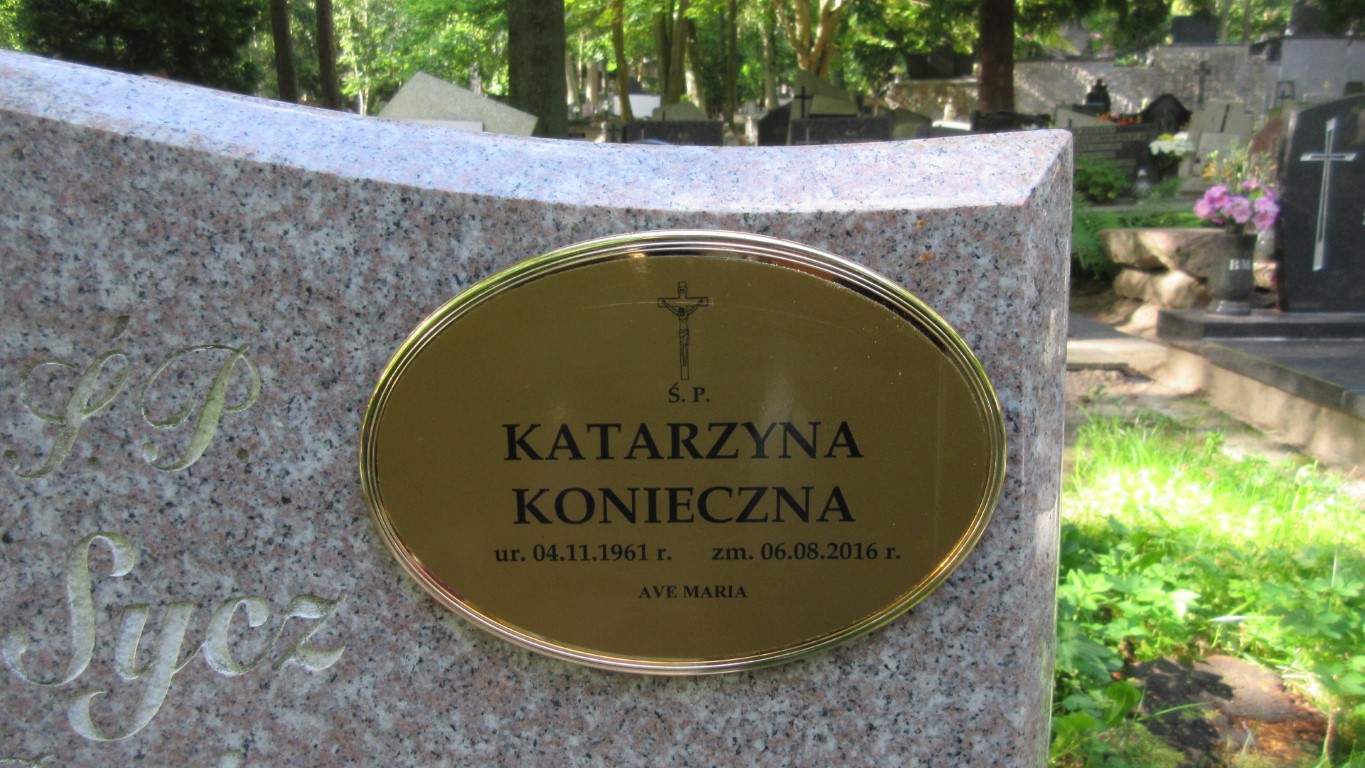 Ś.P.
Sycz
Ś. P.
KATARZYNA
KONIECZNA
ur. 04.11.1961 r. zm. 06.08.2016 r.
AVE MARIA